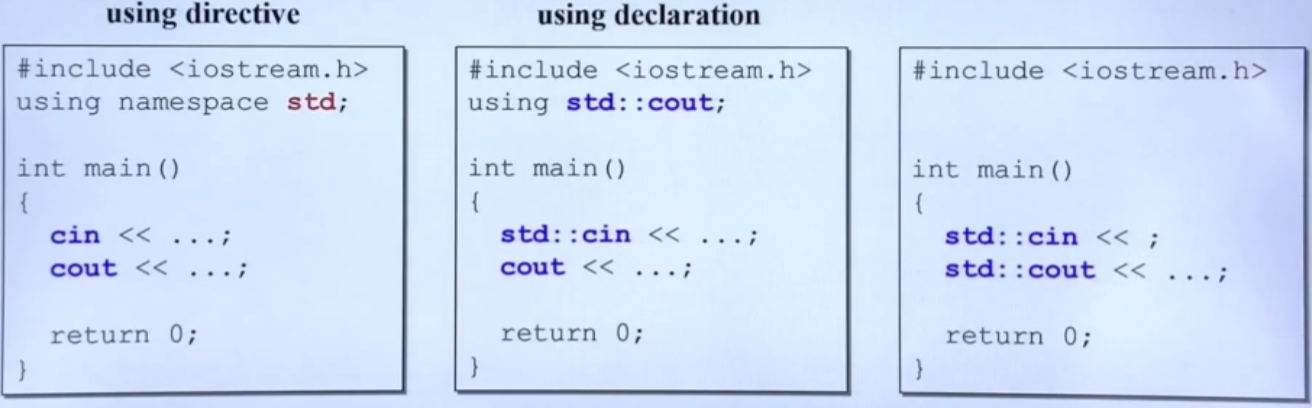 using directive
#include <iostream.h>
using namespace std;
int main()
{
cin << ...;
cout << ...;
return 0;
}
using declaration
#include <iostream.h>
using std::cout;
int main()
{
std::cin << ...;
cout << ...;
return 0;
}
#include <iostream.h>
int main()
{
std::cin << ;
std::cout << ...;
return 0;
}